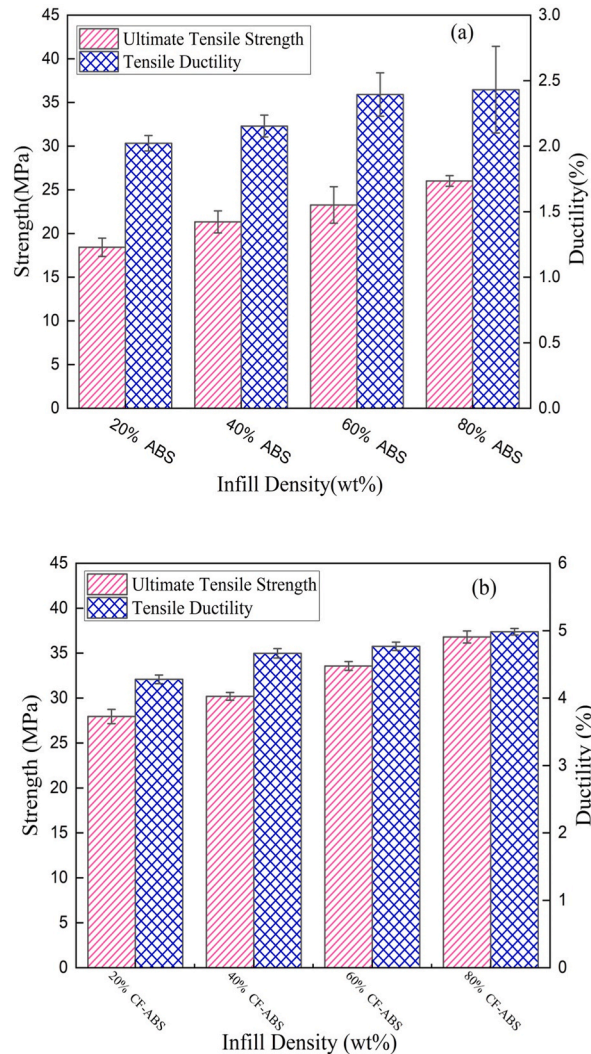 45
40
35
30
25
20
15
10
5
0
Strength(MPa)
Ultimate Tensile Strength
Tensile Ductility
(a)
3.0
2.5
2.0
1.5
1.0
0.5
0.0
Ductility(%)
20% ABS
40% ABS
60% ABS
80% ABS
Infill Density(wt%)
45
40
35
30
25
20
15
10
5
0
Strength (MPa)
Ultimate Tensile Strength
Tensile Ductility
(b)
6
5
4
3
2
1
0
Ductility (%)
20% CF-ABS
40% CF-ABS
60% CF-ABS
80% CF-ABS
Infill Density (wt%)